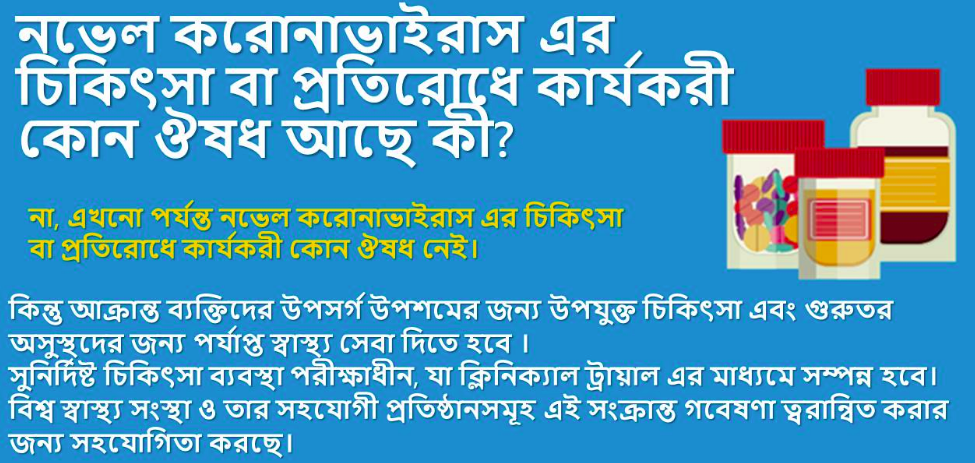 নভেল করোনাভাইরাস এর
চিকিৎসা বা প্রতিরোধে কার্যকরী
কোন ঔষধ আছে কী?
না, এখনো পর্যন্ত নভেল করোনাভাইরাস এর চিকিৎসা
বা প্রতিরোধে কার্যকরী কোন ঔষধ নেই।
কিন্তু আক্রান্ত ব্যক্তিদের উপসর্গ উপশমের জন্য উপযুক্ত চিকিৎসা এবং গুরুতর
অসুস্থদের জন্য পর্যাপ্ত স্বাস্থ্য সেবা দিতে হবে ।
সুনির্দিষ্ট চিকিৎসা ব্যবস্থা পরীক্ষাধীন, যা ক্লিনিক্যাল ট্রায়াল এর মাধ্যমে সম্পন্ন হবে।
বিশ্ব স্বাস্থ্য সংস্থা ও তার সহযোগী প্রতিষ্ঠানসমূহ এই সংক্রান্ত গবেষণা ত্বরান্বিত করার
জন্য সহযোগিতা করছে।